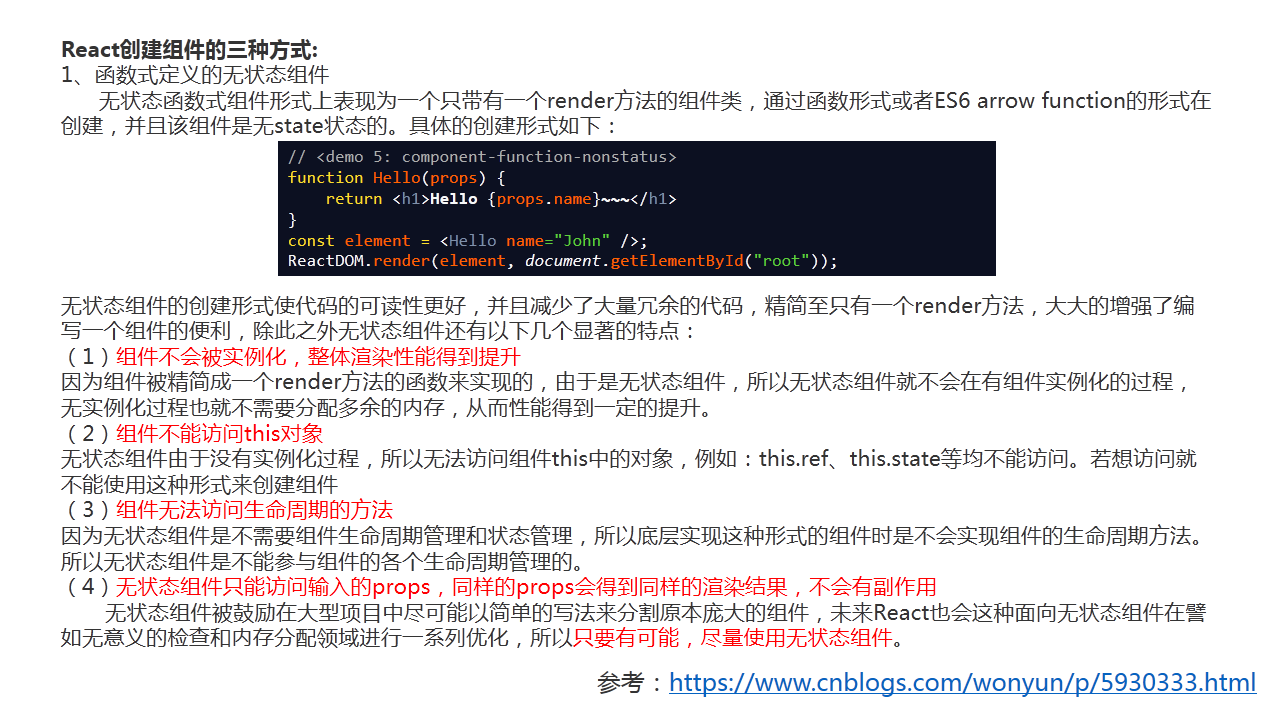 React创建组件的三种方式:
1、函数式定义的无状态组件
无状态函数式组件形式上表现为一个只带有一个render方法的组件类，通过函数形式或者ES6 arrow function的形式在
创建，并且该组件是无state状态的。具体的创建形式如下：
// <demo 5: component-function-nonstatus>
function Hello(props) {
    return <h1>Hello {props.name}~~~</h1>
}
const element = <Hello name="John" />;
ReactDOM.render(element, document.getElementById("root"));
无状态组件的创建形式使代码的可读性更好，并且减少了大量冗余的代码，精简至只有一个render方法，大大的增强了编
写一个组件的便利，除此之外无状态组件还有以下几个显著的特点：
（1）组件不会被实例化，整体渲染性能得到提升
因为组件被精简成一个render方法的函数来实现的，由于是无状态组件，所以无状态组件就不会在有组件实例化的过程，
无实例化过程也就不需要分配多余的内存，从而性能得到一定的提升。
（2）组件不能访问this对象
无状态组件由于没有实例化过程，所以无法访问组件this中的对象，例如：this.ref、this.state等均不能访问。若想访问就
不能使用这种形式来创建组件
（3）组件无法访问生命周期的方法
因为无状态组件是不需要组件生命周期管理和状态管理，所以底层实现这种形式的组件时是不会实现组件的生命周期方法。
所以无状态组件是不能参与组件的各个生命周期管理的。
（4）无状态组件只能访问输入的props，同样的props会得到同样的渲染结果，不会有副作用
无状态组件被鼓励在大型项目中尽可能以简单的写法来分割原本庞大的组件，未来React也会这种面向无状态组件在譬
如无意义的检查和内存分配领域进行一系列优化，所以只要有可能，尽量使用无状态组件。
参考：https://www.cnblogs.com/wonyun/p/5930333.html